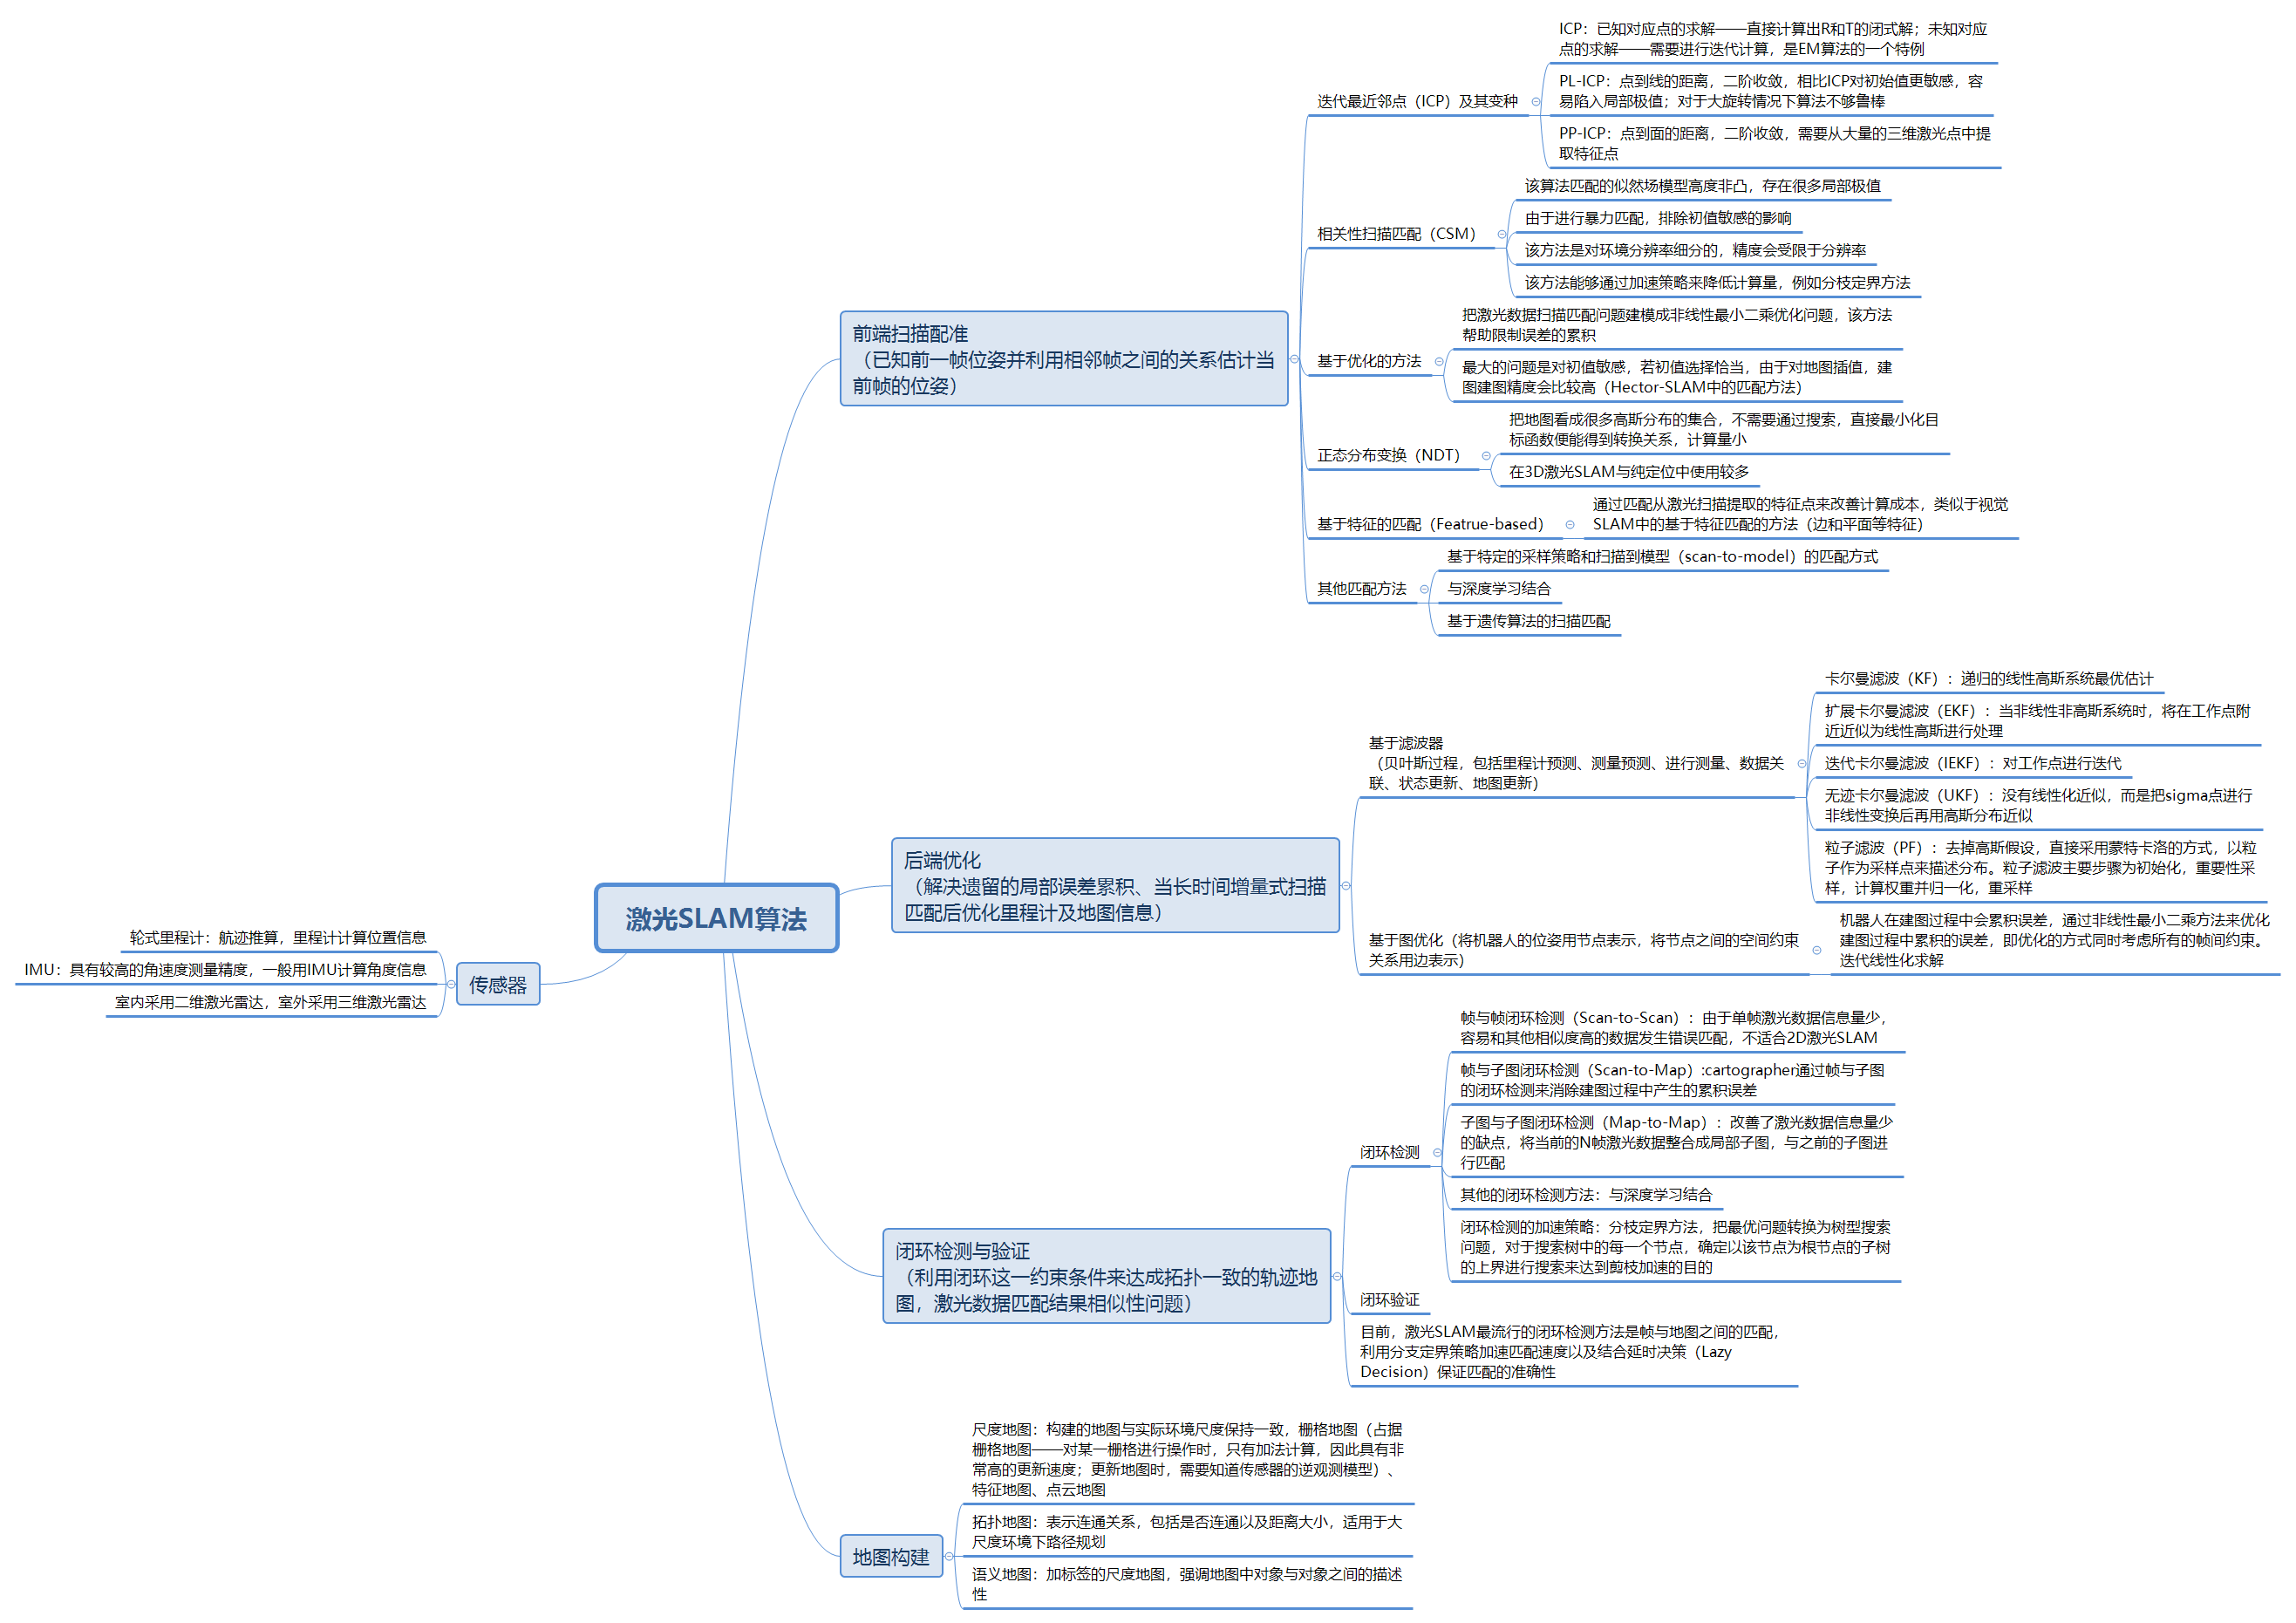 激光SLAM算法
前端扫描配准
（已知前一帧位姿并利用相邻帧之间的关系估计当
前帧的位姿）
迭代最近邻点（ICP）及其变种
ICP：已知对应点的求解——直接计算出R和T的闭式解；未知对应
点的求解——需要进行迭代计算，是EM算法的一个特例
PL-ICP：点到线的距离，二阶收敛，相比ICP对初始值更敏感，容
易陷入局部极值；对于大旋转情况下算法不够鲁棒
PP-ICP：点到面的距离，二阶收敛，需要从大量的三维激光点中提
取特征点
相关性扫描匹配（CSM）
该算法匹配的似然场模型高度非凸，存在很多局部极值
由于进行暴力匹配，排除初值敏感的影响
该方法是对环境分辨率细分的，精度会受限于分辨率
该方法能够通过加速策略来降低计算量，例如分枝定界方法
基于优化的方法
把激光数据扫描匹配问题建模成非线性最小二乘优化问题，该方法
帮助限制误差的累积
最大的问题是对初值敏感，若初值选择恰当，由于对地图插值，建
图建图精度会比较高（Hector-SLAM中的匹配方法）
正态分布变换（NDT）
把地图看成很多高斯分布的集合，不需要通过搜索，直接最小化目
标函数便能得到转换关系，计算量小
在3D激光SLAM与纯定位中使用较多
基于特征的匹配（Featrue-based）
通过匹配从激光扫描提取的特征点来改善计算成本，类似于视觉
SLAM中的基于特征匹配的方法（边和平面等特征）
其他匹配方法
基于特定的采样策略和扫描到模型（scan-to-model）的匹配方式
与深度学习结合
基于遗传算法的扫描匹配
后端优化
（解决遗留的局部误差累积、当长时间增量式扫描
匹配后优化里程计及地图信息）
基于滤波器
（贝叶斯过程，包括里程计预测、测量预测、进行测量、数据关
联、状态更新、地图更新）
卡尔曼滤波（KF）：递归的线性高斯系统最优估计
扩展卡尔曼滤波（EKF）：当非线性非高斯系统时，将在工作点附
近近似为线性高斯进行处理
迭代卡尔曼滤波（IEKF）：对工作点进行迭代
无迹卡尔曼滤波（UKF）：没有线性化近似，而是把sigma点进行
非线性变换后再用高斯分布近似
粒子滤波（PF）：去掉高斯假设，直接采用蒙特卡洛的方式，以粒
子作为采样点来描述分布。粒子滤波主要步骤为初始化，重要性采
样，计算权重并归一化，重采样
基于图优化（将机器人的位姿用节点表示，将节点之间的空间约束
关系用边表示）
机器人在建图过程中会累积误差，通过非线性最小二乘方法来优化
建图过程中累积的误差，即优化的方式同时考虑所有的帧间约束。
迭代线性化求解
闭环检测与验证
（利用闭环这一约束条件来达成拓扑一致的轨迹地
图，激光数据匹配结果相似性问题）
闭环检测
帧与帧闭环检测（Scan-to-Scan）：由于单帧激光数据信息量少，
容易和其他相似度高的数据发生错误匹配，不适合2D激光SLAM
帧与子图闭环检测（Scan-to-Map）:cartographer通过帧与子图
的闭环检测来消除建图过程中产生的累积误差
子图与子图闭环检测（Map-to-Map）：改善了激光数据信息量少
的缺点，将当前的N帧激光数据整合成局部子图，与之前的子图进
行匹配
其他的闭环检测方法：与深度学习结合
闭环检测的加速策略：分枝定界方法，把最优问题转换为树型搜索
问题，对于搜索树中的每一个节点，确定以该节点为根节点的子树
的上界进行搜索来达到剪枝加速的目的
闭环验证
目前，激光SLAM最流行的闭环检测方法是帧与地图之间的匹配，
利用分支定界策略加速匹配速度以及结合延时决策（Lazy
Decision）保证匹配的准确性
地图构建
尺度地图：构建的地图与实际环境尺度保持一致，栅格地图（占据
栅格地图——对某一栅格进行操作时，只有加法计算，因此具有非
常高的更新速度；更新地图时，需要知道传感器的逆观测模型）、
特征地图、点云地图
拓扑地图：表示连通关系，包括是否连通以及距离大小，适用于大
尺度环境下路径规划
语义地图：加标签的尺度地图，强调地图中对象与对象之间的描述
性
传感器
轮式里程计：航迹推算，里程计计算位置信息
IMU：具有较高的角速度测量精度，一般用IMU计算角度信息
室内采用二维激光雷达，室外采用三维激光雷达